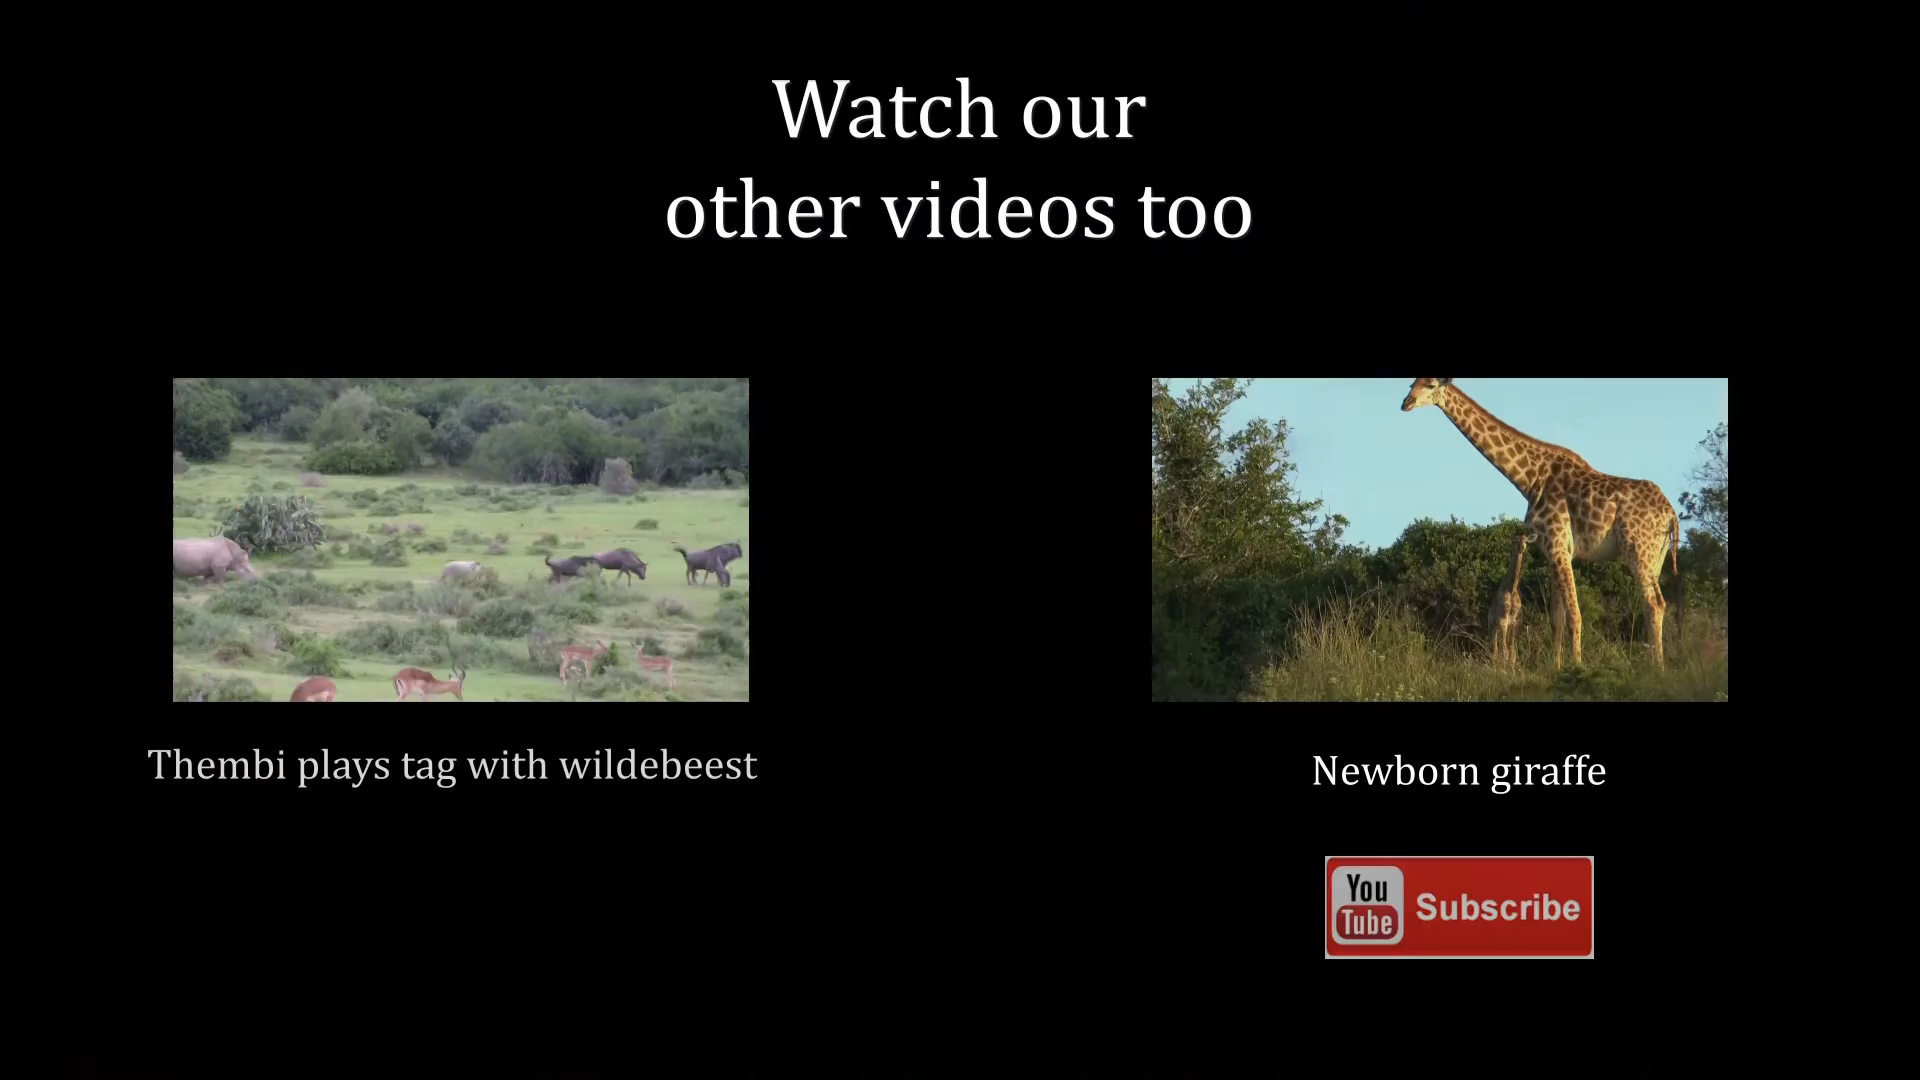 Watch our
other videos too
Thembi plays tag with wildebeest
Newborn giraffe
You
Tube
Subscribe